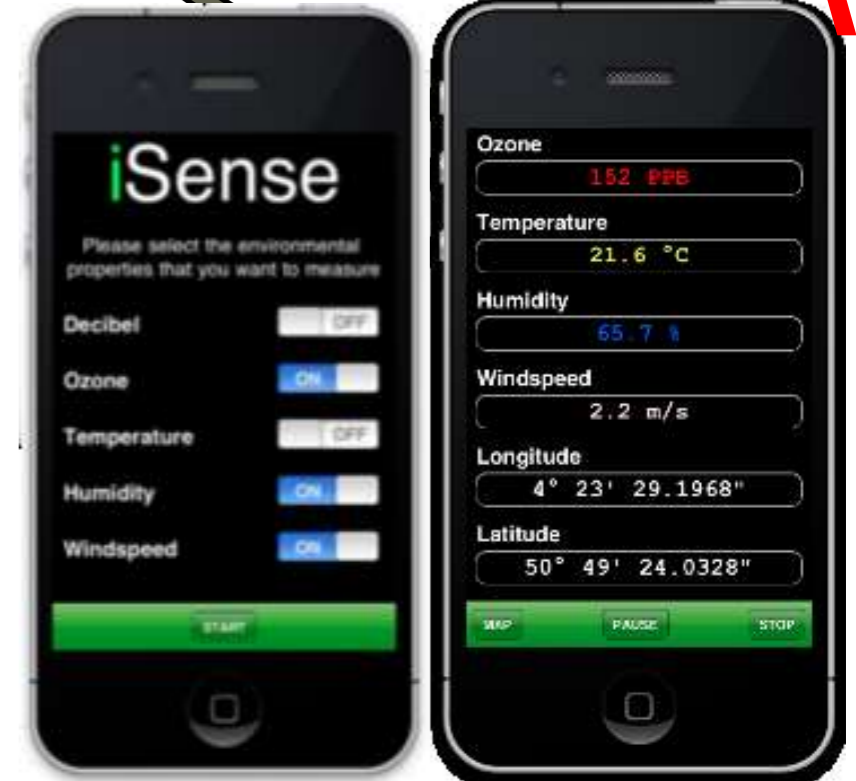 iSense
Please select the environmental
properties that you want to measure
Decibel OFF
Ozone ON
Temperature OFF
Humidity ON
Windspeed ON
START
Ozone
152 PPB
Temperature
21.6 °C
Humidity
65.7 %
Windspeed
2.2 m/s
Longitude
4° 23' 29.1968"
Latitude
50° 49' 24.0328"
MAP PAUSE STOP